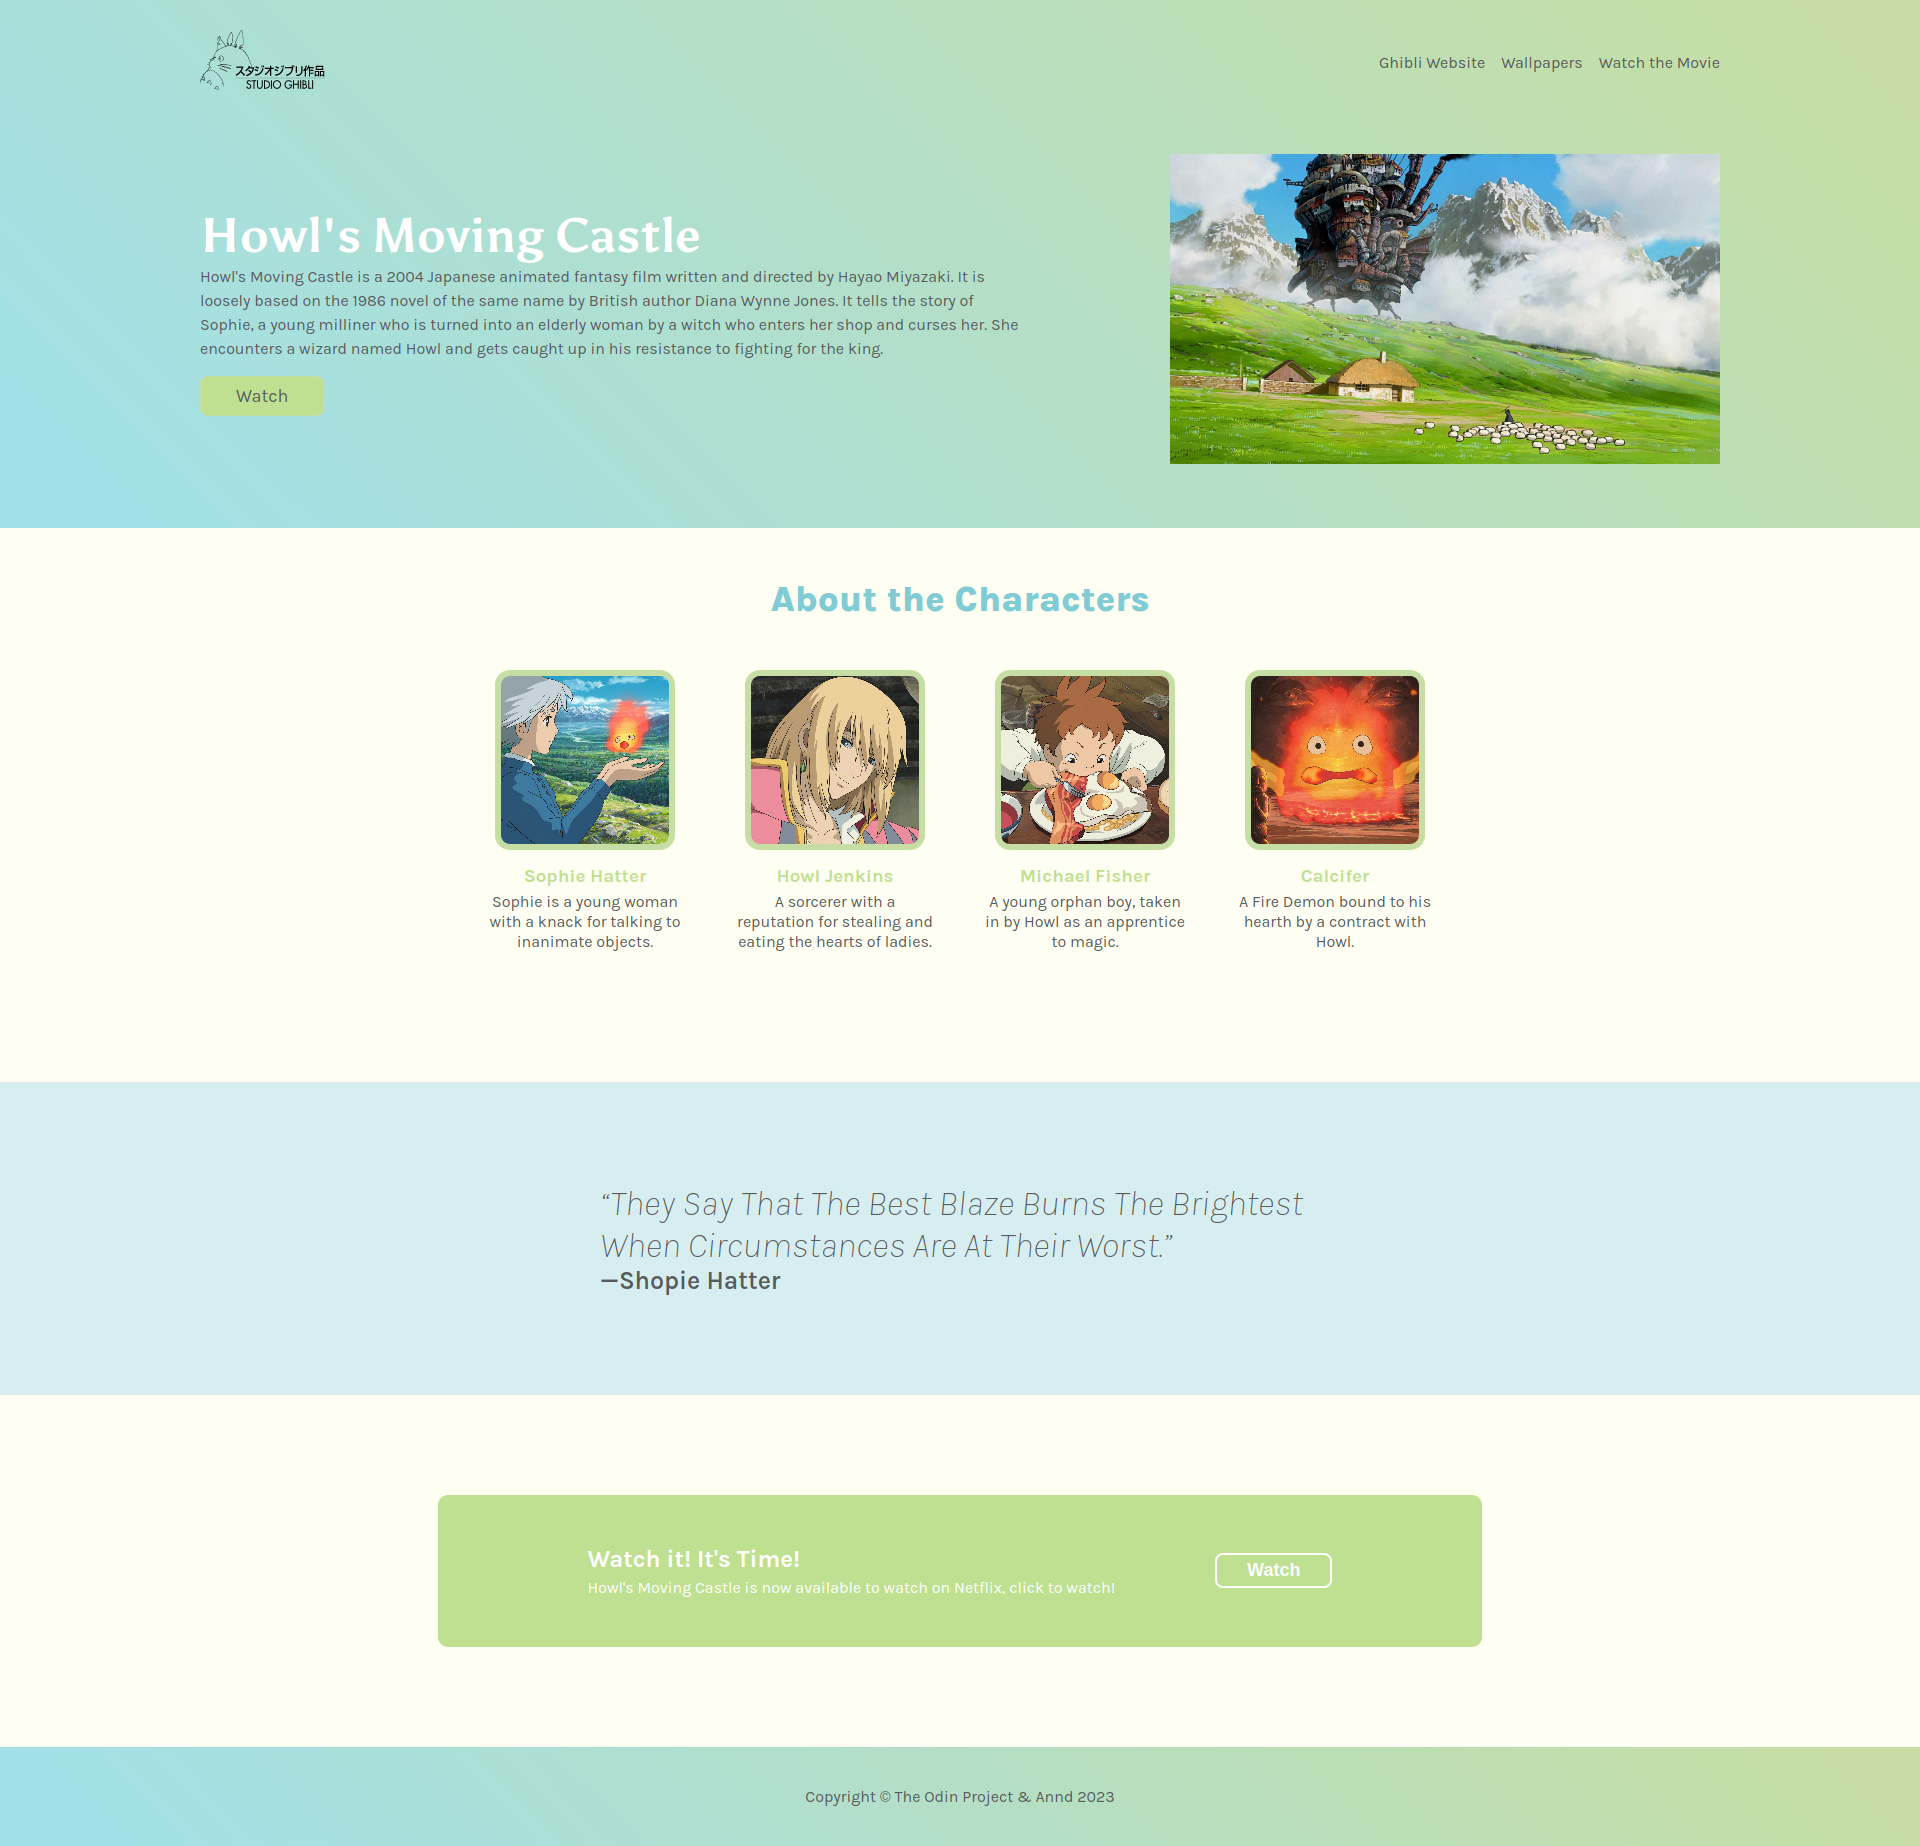 スタジオジブリ作品
STUDIO GHIBLI
Ghibli Website Wallpapers Watch the Movie
Howl's Moving Castle
Howl's Moving Castle is a 2004 Japanese animated fantasy film written and directed by Hayao Miyazaki. It is
loosely based on the 1986 novel of the same name by British author Diana Wynne Jones. It tells the story of
Sophie, a young milliner who is turned into an elderly woman by a witch who enters her shop and curses her. She
encounters a wizard named Howl and gets caught up in his resistance to fighting for the king.
Watch
About the Characters
Sophie Hatter
Sophie is a young woman
with a knack for talking to
inanimate objects.
Howl Jenkins
A sorcerer with a
reputation for stealing and
eating the hearts of ladies.
Michael Fisher
A young orphan boy, taken
in by Howl as an apprentice
to magic.
Calcifer
A Fire Demon bound to his
hearth by a contract with
Howl.
“They Say That The Best Blaze Burns The Brightest
When Circumstances Are At Their Worst.”
—Shopie Hatter
Watch it! It's Time!
Howl's Moving Castle is now available to watch on Netflix, click to watch!
Watch
Copyright © The Odin Project & Annd 2023